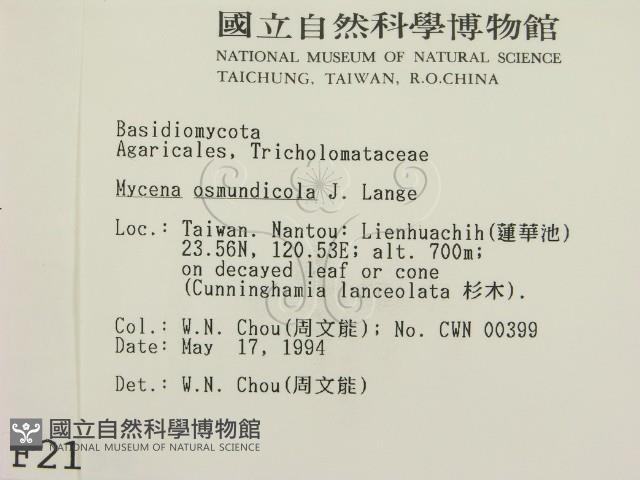 國立自然科學博物館
NATIONAL MUSEUM OF NATURAL SCIENCE
TAICHUNG, TAIWAN, R.O.CHINA
Basidiomycota
Agaricales, Tricholomataceae
Mycena osmundicola J. Lange
Loc.: Taiwan. Nantou: Lienhuachih(蓮華池)
23.56N, 120.53E; alt. 700m;
on decayed leaf or cone
(Cunninghamia lanceolata 杉木).
Col.: W.N. Chou(周文能); No. CWN 00399
Date: May 17, 1994
Det.: W.N. Chou(周文能)
國立自然科學博物館
NATIONAL MUSEUM OF NATURAL SCIENCE
F21